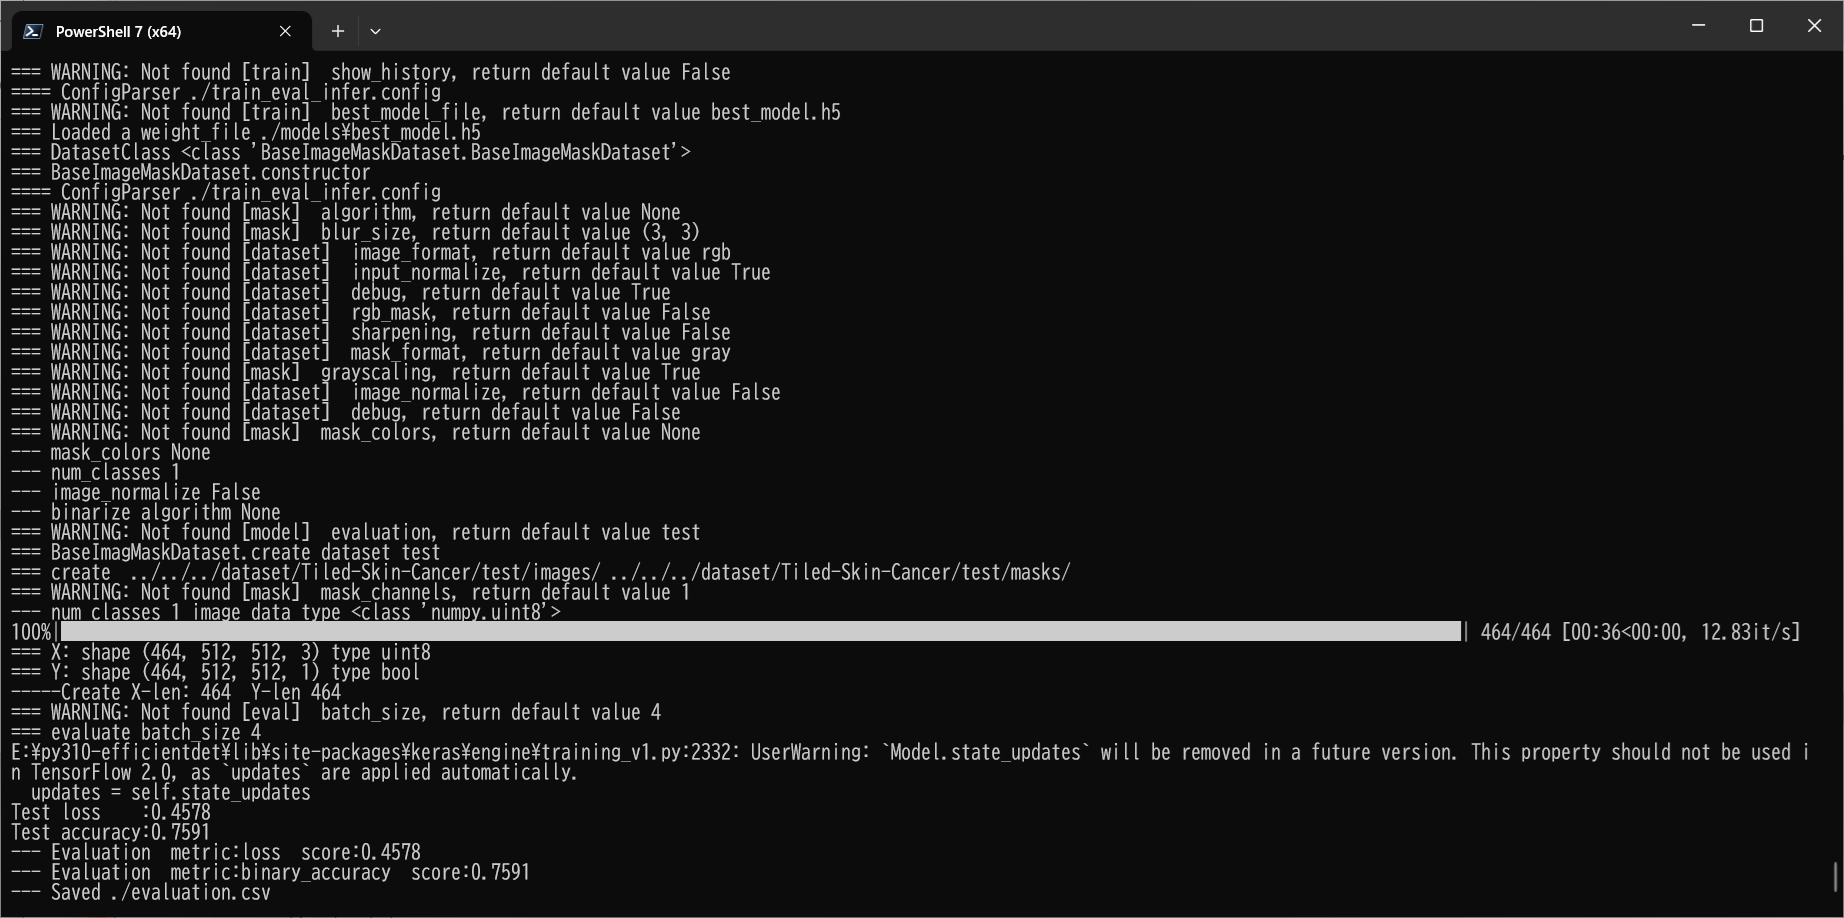 PowerShell 7 (x64)
=== WARNING: Not found [train]  show_history, return default value False
==== ConfigParser ./train_eval_infer.config
=== WARNING: Not found [train]  best_model_file, return default value best_model.h5
=== Loaded a weight_file ./models¥best_model.h5
=== DatasetClass <class 'BaseImageMaskDataset.BaseImageMaskDataset'>
=== BaseImageMaskDataset.constructor
==== ConfigParser ./train_eval_infer.config
=== WARNING: Not found [mask]  algorithm, return default value None
=== WARNING: Not found [mask]  blur_size, return default value (3, 3)
=== WARNING: Not found [dataset]  image_format, return default value rgb
=== WARNING: Not found [dataset]  input_normalize, return default value True
=== WARNING: Not found [dataset]  debug, return default value True
=== WARNING: Not found [dataset]  rgb_mask, return default value False
=== WARNING: Not found [dataset]  sharpening, return default value False
=== WARNING: Not found [dataset]  mask_format, return default value gray
=== WARNING: Not found [mask]  grayscaling, return default value True
=== WARNING: Not found [dataset]  image_normalize, return default value False
=== WARNING: Not found [dataset]  debug, return default value False
=== WARNING: Not found [mask]  mask_colors, return default value None
--- mask_colors None
--- num_classes 1
--- image_normalize False
--- binarize algorithm None
=== WARNING: Not found [model]  evaluation, return default value test
=== BaseImagMaskDataset.create dataset test
=== create  ../../../dataset/Tiled-Skin-Cancer/test/images/ ../../../dataset/Tiled-Skin-Cancer/test/masks/
=== WARNING: Not found [mask]  mask_channels, return default value 1
--- num_classes 1 image data_type <class 'numpy.uint8'>
100%| | 464/464 [00:36<00:00, 12.83it/s]
=== X: shape (464, 512, 512, 3) type uint8
=== Y: shape (464, 512, 512, 1) type bool
-----Create X-len: 464  Y-len 464
=== WARNING: Not found [eval]  batch_size, return default value 4
=== evaluate batch_size 4
E:¥py310-efficientdet¥lib¥site-packages¥keras¥engine¥training_v1.py:2332: UserWarning: `Model.state_updates` will be removed in a future version. This property should not be used i
n TensorFlow 2.0, as `updates` are applied automatically.
  updates = self.state_updates
Test loss    :0.4578
Test accuracy:0.7591
--- Evaluation  metric:loss  score:0.4578
--- Evaluation  metric:binary_accuracy  score:0.7591
--- Saved ./evaluation.csv